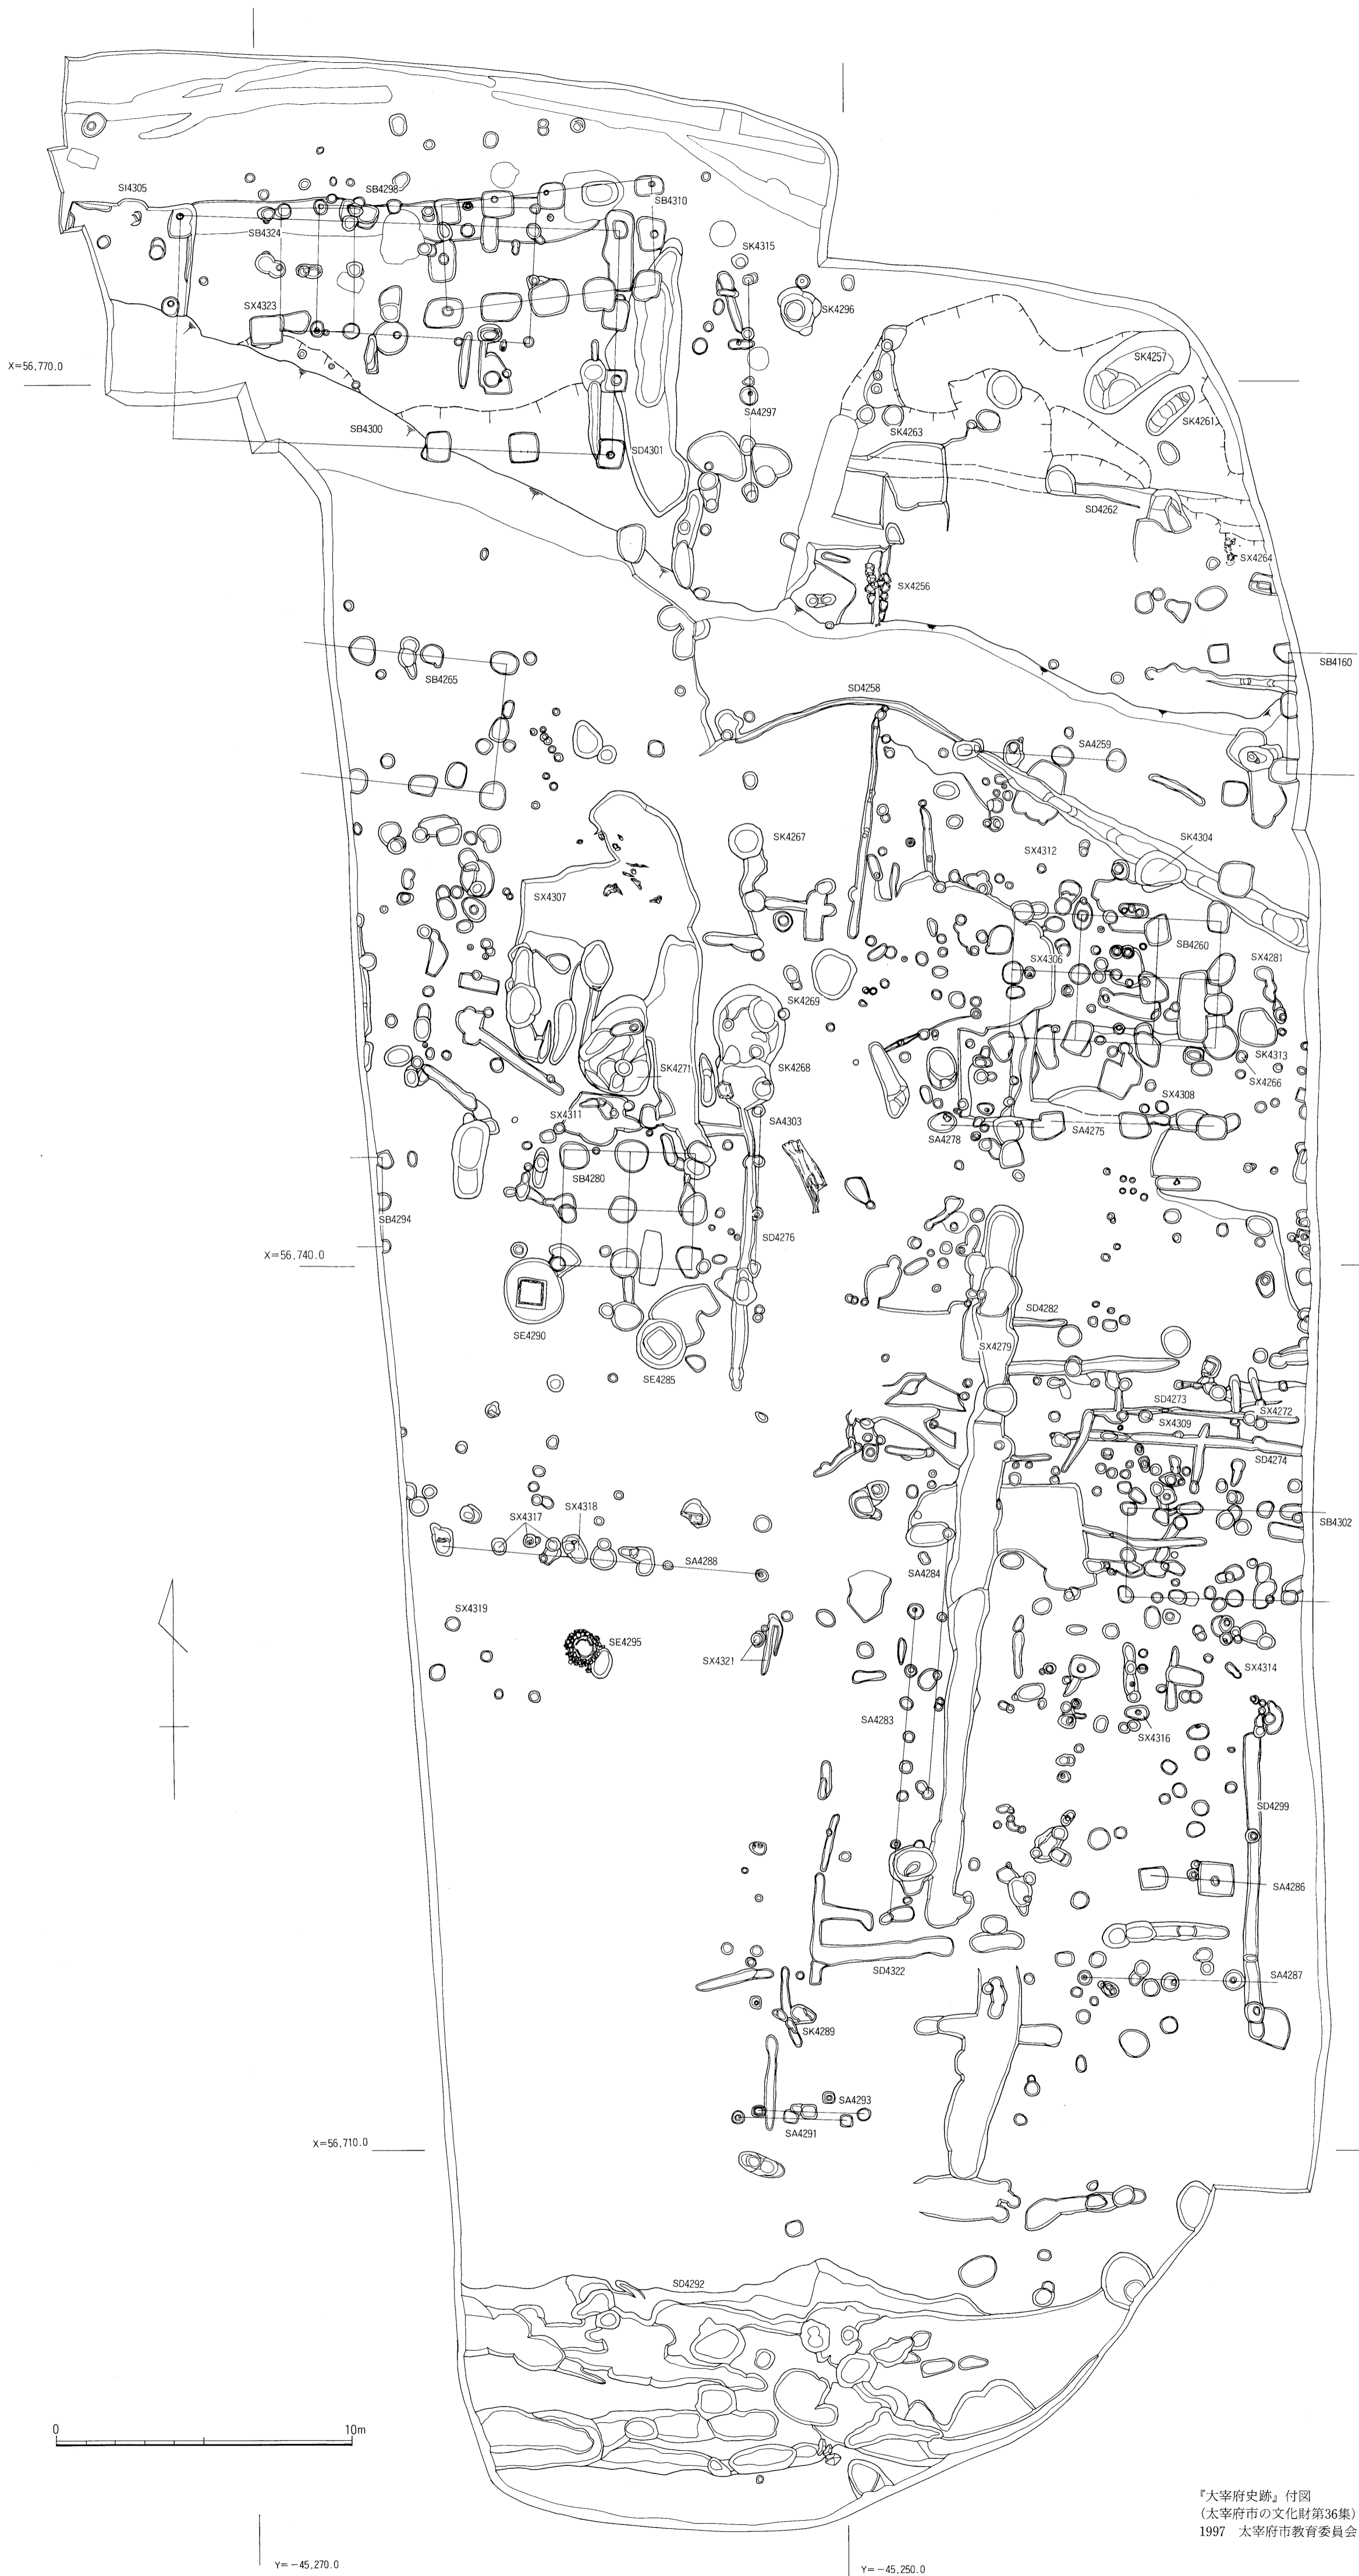 SI4305
SB4298
SB4310
SB4324
SK4315
SX4323
SK4296
SK4257
X=56,770.0
SA4297
SK4261
SB4300
SD4301
SK4263
SD4262
SX4264
SX4256
SB4265
SB4160
SD4258
SA4259
SK4267
SK4304
SX4312
SX4307
SB4260
SX4306
SX4281
SK4269
SK4271
SK4268
SK4313
SX4266
SX4308
SX4311
SA4303
SA4278
SA4275
SB4280
SB4294
SD4276
X=56,740.0
SD4282
SE4290
SX4279
SE4285
SD4273
SX4272
SX4309
SD4274
SX4318
SX4317
SB4302
SA4288
SA4284
SX4319
SE4295
SX4321
SX4314
SA4283
SX4316
SD4299
SA4286
SD4322
SA4287
SK4289
SA4293
SA4291
X=56,710.0
SD4292
0 10m
『大宰府史跡』付図
(太宰府市の文化財第36集)
1997 太宰府市教育委員会
Y=-45,270.0
Y=-45,250.0